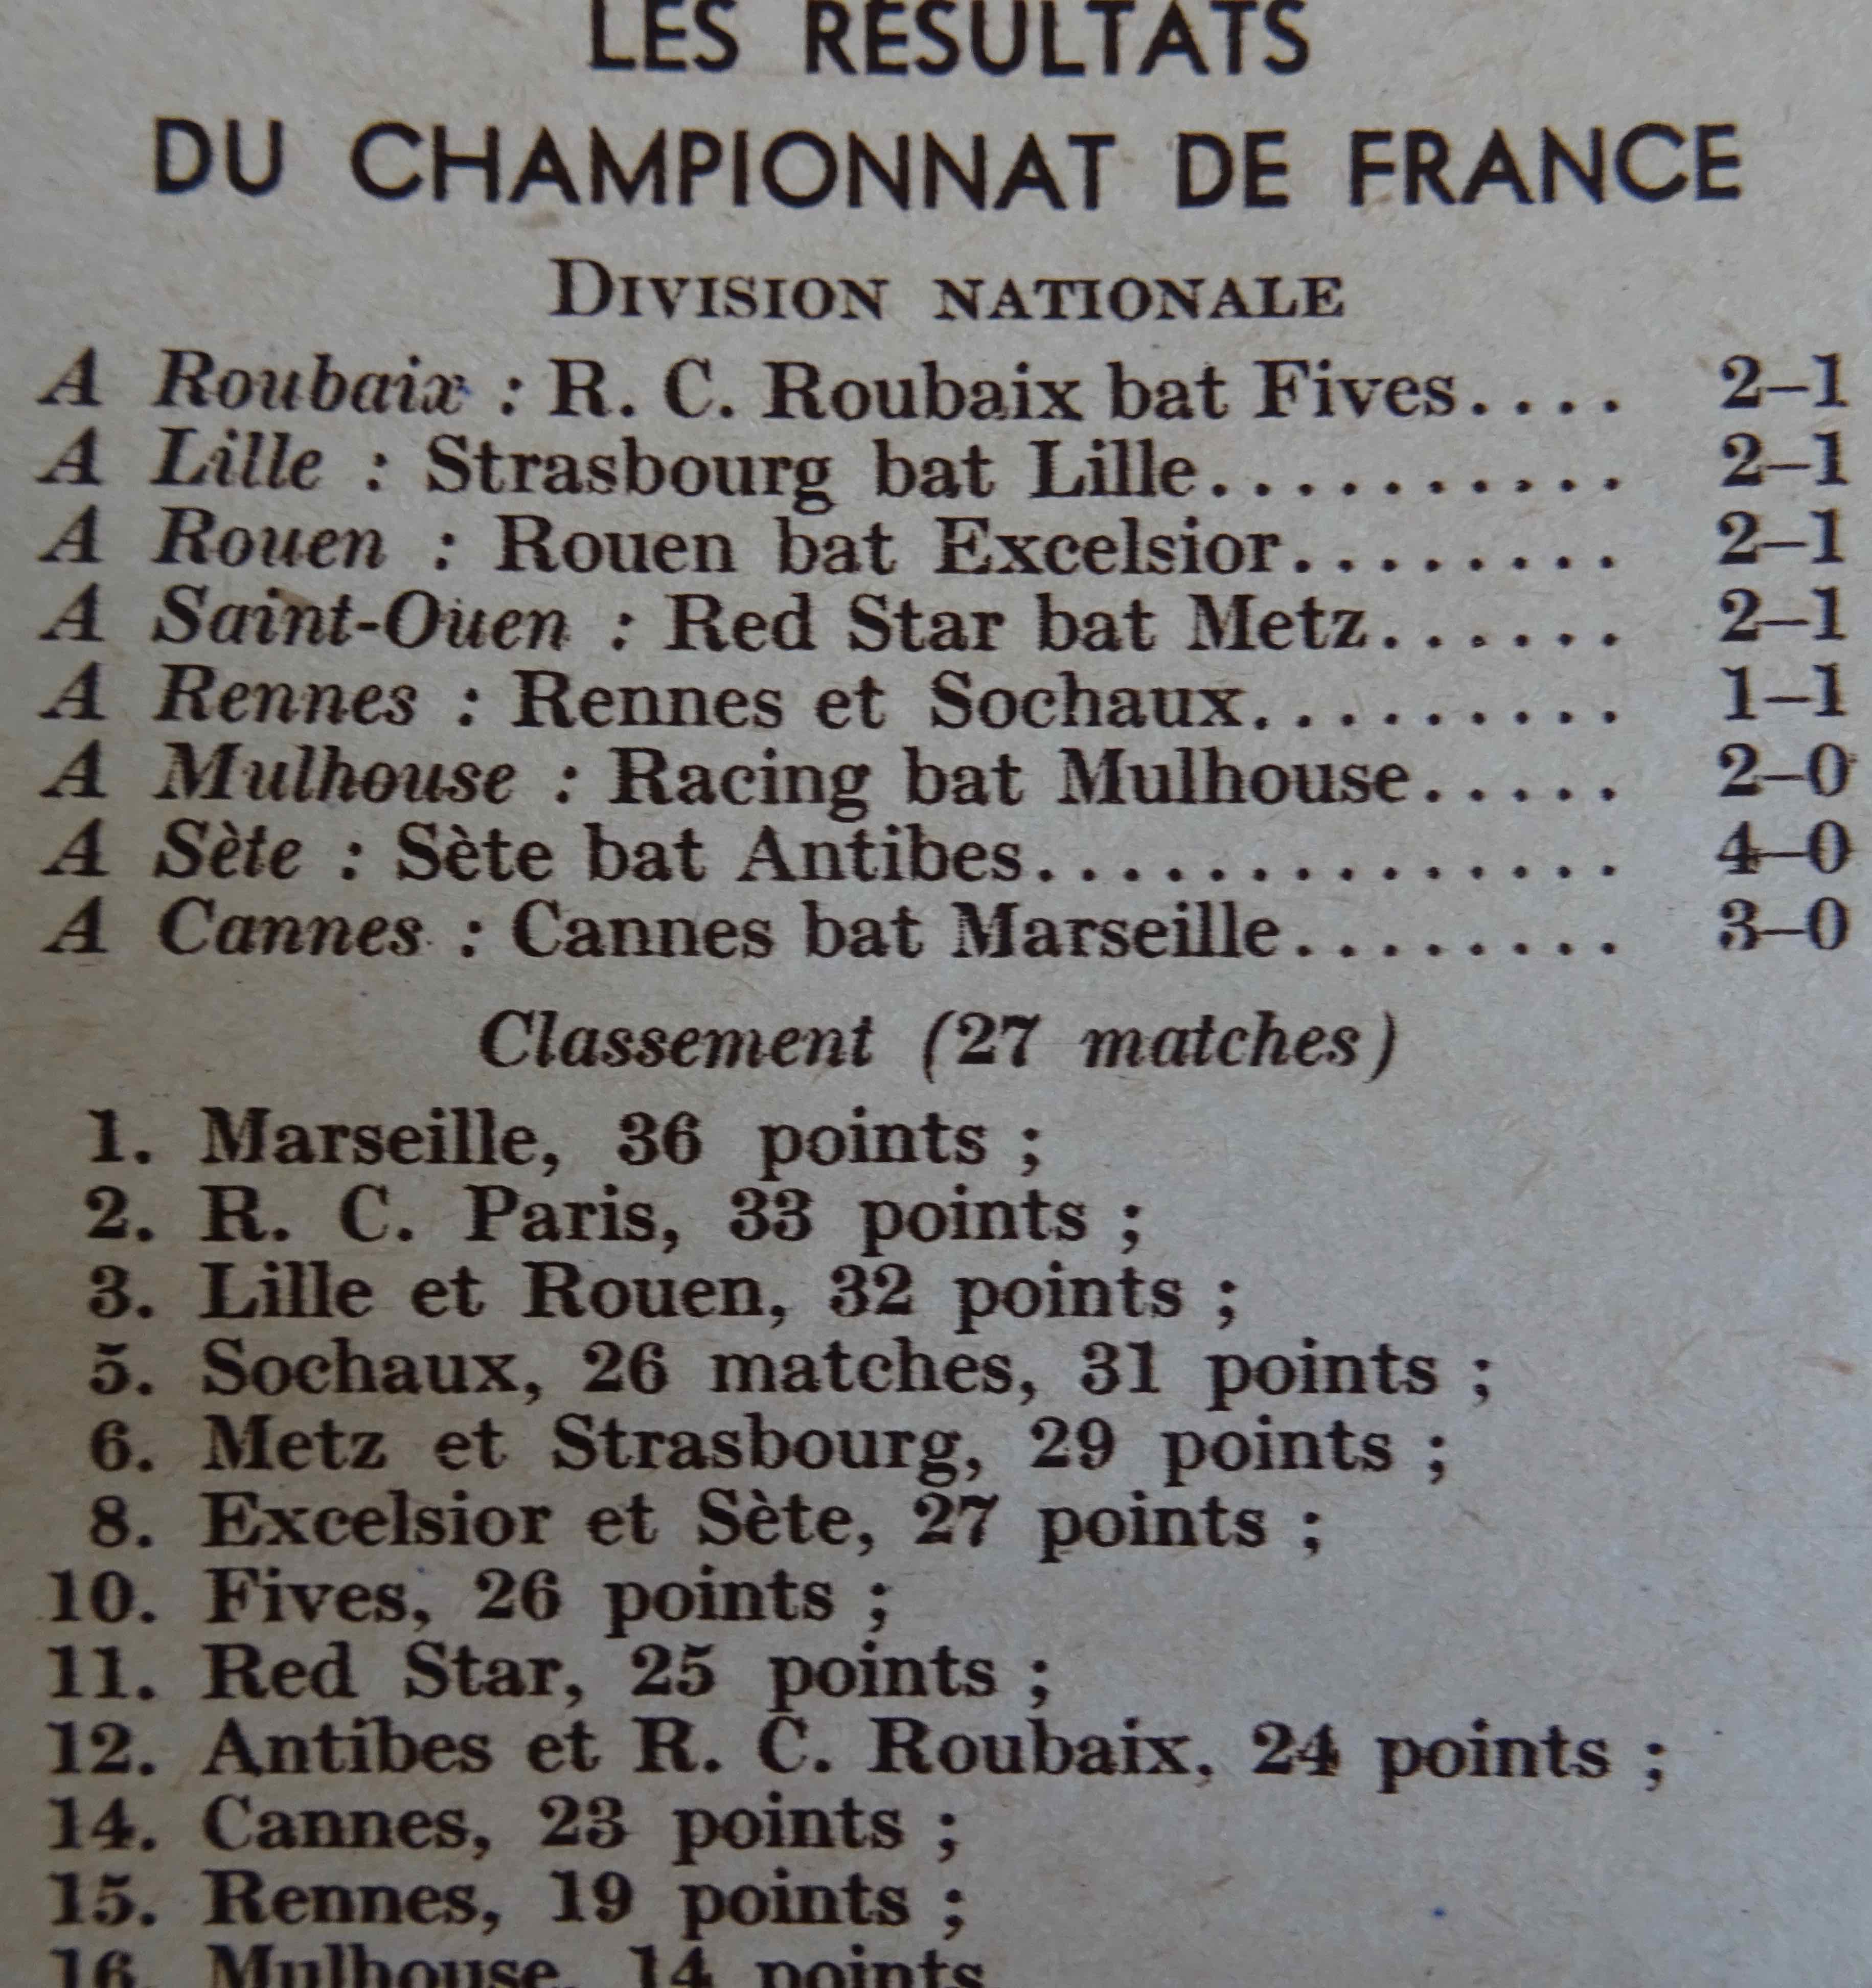 LES RÉSULTATS
DU CHAMPIONNAT DE FRANCE
DIVISION NATIONALE
A Roubaix : R. C. Roubaix bat Fives.... 2–1
A Lille : Strasbourg bat Lille........... 2–1
A Rouen : Rouen bat Excelsior......... 2–1
A Saint-Ouen : Red Star bat Metz...... 2–1
A Rennes : Rennes et Sochaux.......... 1–1
A Mulhouse : Racing bat Mulhouse..... 2–0
A Sète : Sète bat Antibes............... 4–0
A Cannes : Cannes bat Marseille......... 3–0
Classement (27 matches)
1. Marseille, 36 points ;
2. R. C. Paris, 33 points ;
3. Lille et Rouen, 32 points ;
5. Sochaux, 26 matches, 31 points ;
6. Metz et Strasbourg, 29 points ;
8. Excelsior et Sète, 27 points ;
10. Fives, 26 points ;
11. Red Star, 25 points ;
12. Antibes et R. C. Roubaix, 24 points ;
14. Cannes, 23 points ;
15. Rennes, 19 points ;
16. Mulhouse, 14 points